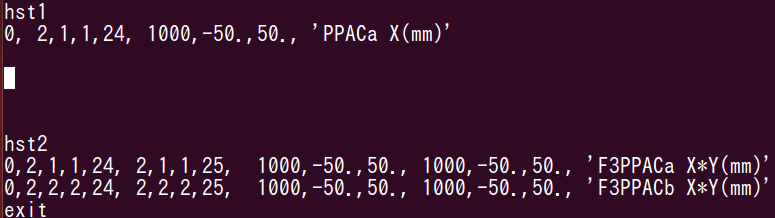 hst1
0, 2,1,1,24, 1000,-50.,50., 'PPACa X(mm)'
hst2
0,2,1,1,24, 2,1,1,25,  1000,-50.,50., 1000,-50.,50., 'F3PPACa X*Y(mm)'
0,2,2,2,24, 2,2,2,25,  1000,-50.,50., 1000,-50.,50., 'F3PPACb X*Y(mm)'
exit